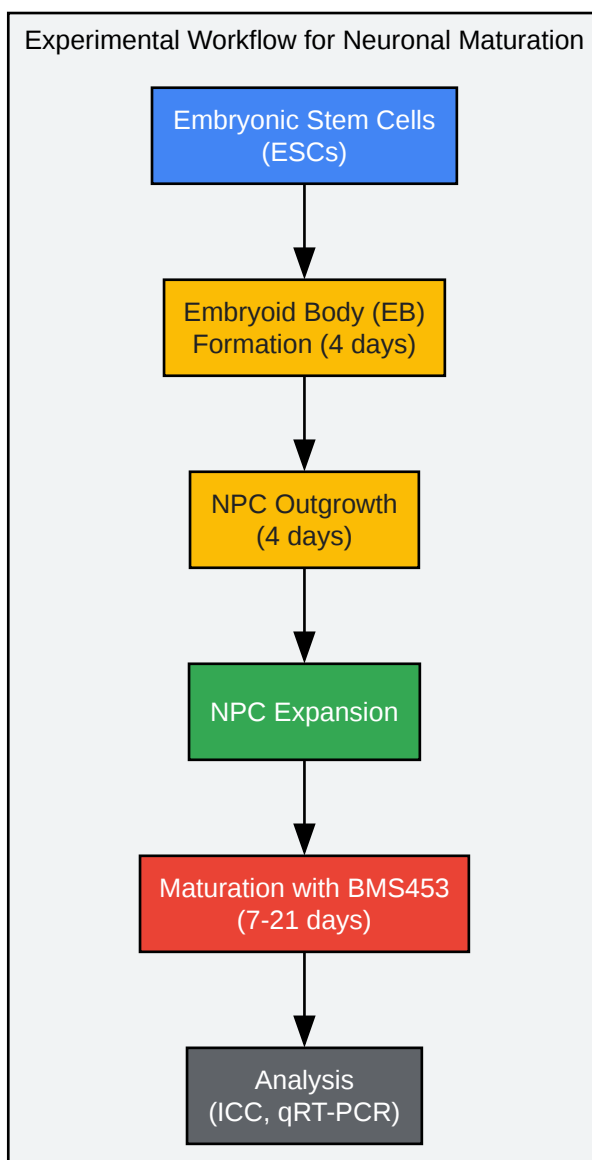 Experimental Workflow for Neuronal Maturation
Embryonic Stem Cells
(ESCs)
Embryoid Body (EB)
Formation (4 days)
NPC Outgrowth
(4 days)
NPC Expansion
Maturation with BMS453
(7-21 days)
Analysis
(ICC, qRT-PCR)